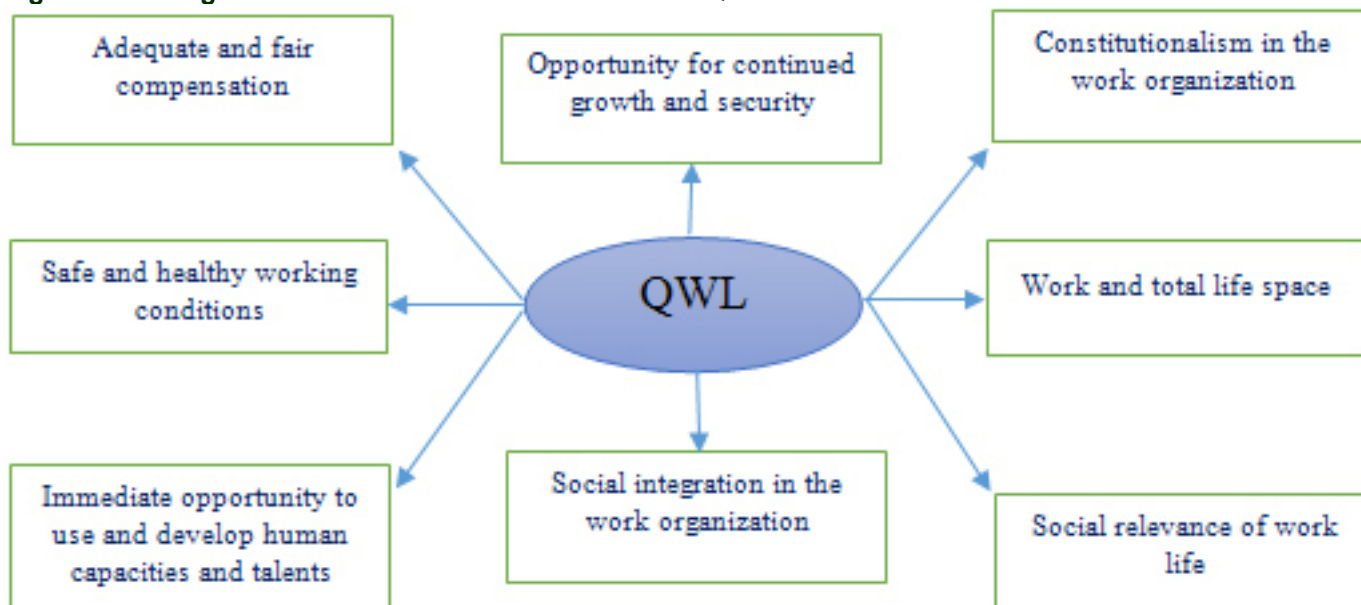 Adequate and fair
compensation
Opportunity for continued
growth and security
Constitutionalism in the
work organization
Safe and healthy working
conditions
QWL
Work and total life space
Immediate opportunity to
use and develop human
capacities and talents
Social integration in the
work organization
Social relevance of work
life